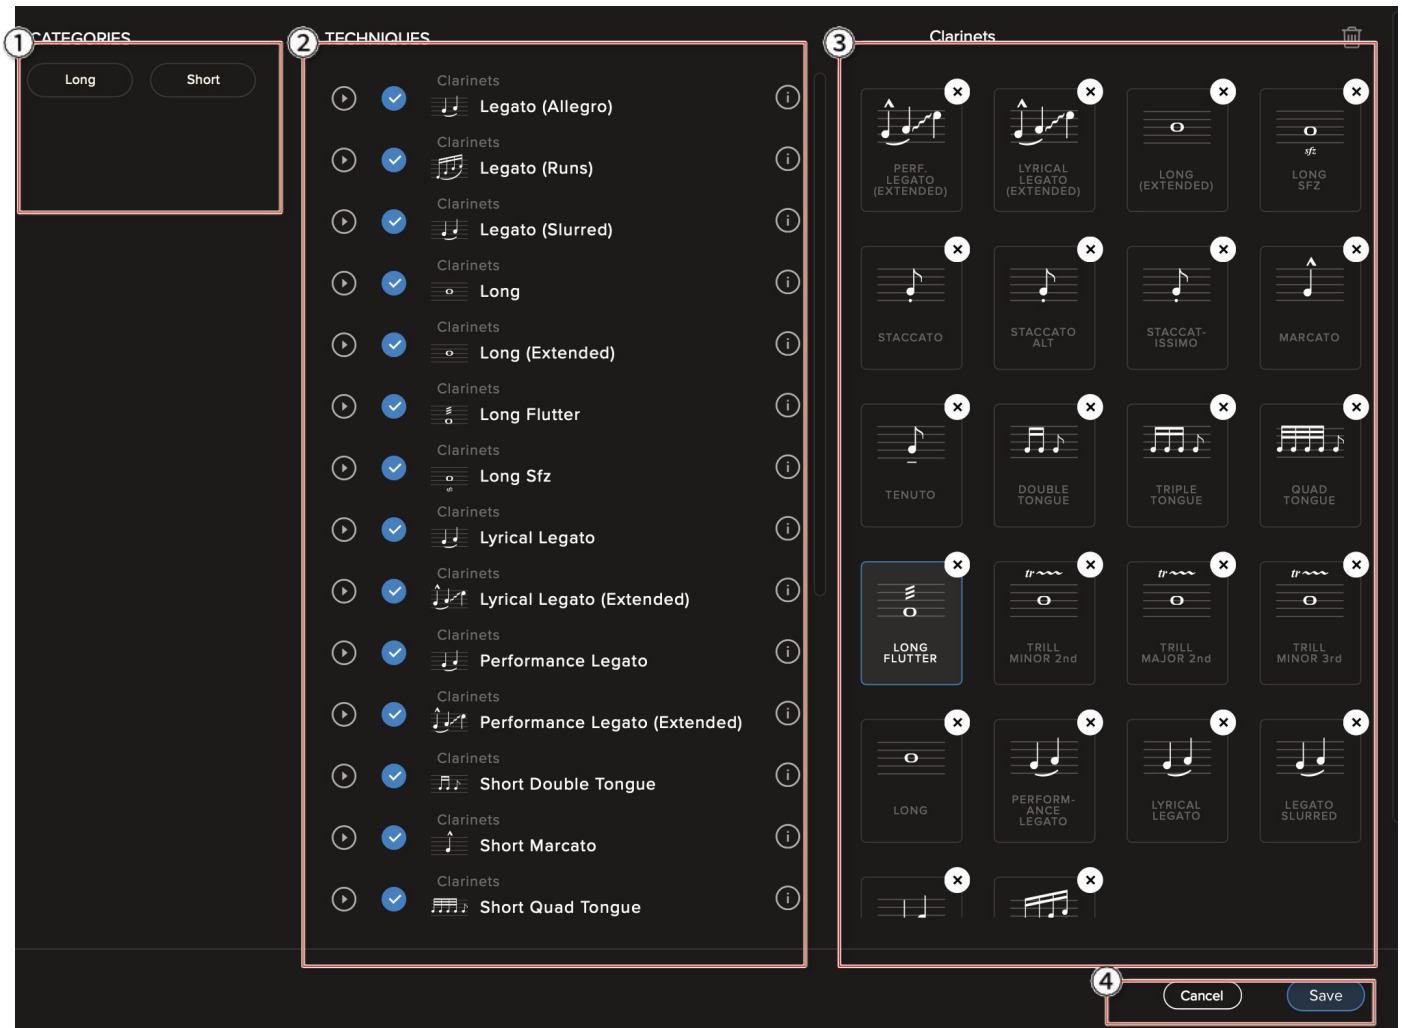 1
CATEGORIES
Long
Short
2
TECHNIQUES
Clarinets
Legato (Allegro)
Clarinets
Legato (Runs)
Clarinets
Legato (Slurred)
Clarinets
Long
Clarinets
Long (Extended)
Clarinets
Long Flutter
Clarinets
Long Sfz
Clarinets
Lyrical Legato
Clarinets
Lyrical Legato (Extended)
Clarinets
Performance Legato
Clarinets
Performance Legato (Extended)
Clarinets
Short Double Tongue
Clarinets
Short Marcato
Clarinets
Short Quad Tongue
3
Clarinets
PERF.
LEGATO
(EXTENDED)
LYRICAL
LEGATO
(EXTENDED)
LONG
(EXTENDED)
sfz
LONG
SFZ
STACCATO
STACCATO
ALT
STACCAT-
ISSIMO
MARCATO
TENUTO
DOUBLE
TONGUE
TRIPLE
TONGUE
QUAD
TONGUE
LONG
FLUTTER
tr
TRILL
MINOR 2nd
tr
TRILL
MAJOR 2nd
tr
TRILL
MINOR 3rd
LONG
PERFORM-
ANCE
LEGATO
LYRICAL
LEGATO
LEGATO
SLURRED
4
Cancel
Save